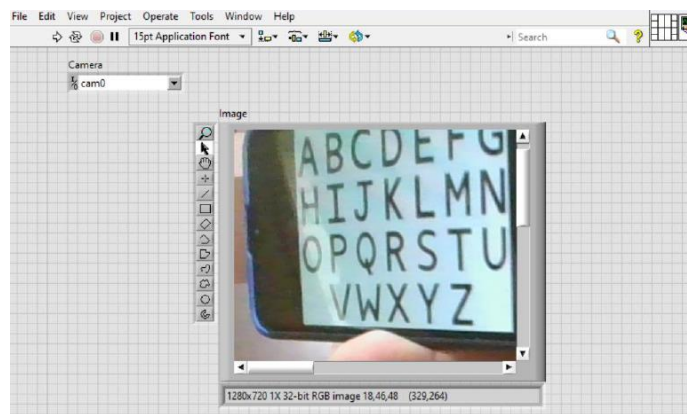 File Edit View Project Operate Tools Window Help
15pt Application Font
Search
Camera
cam0
Image
ABCDEFG
HIJKLMN
OPQRSTU
VWXYZ
1280x720 1X 32-bit RGB image 18,46,48 (329,264)